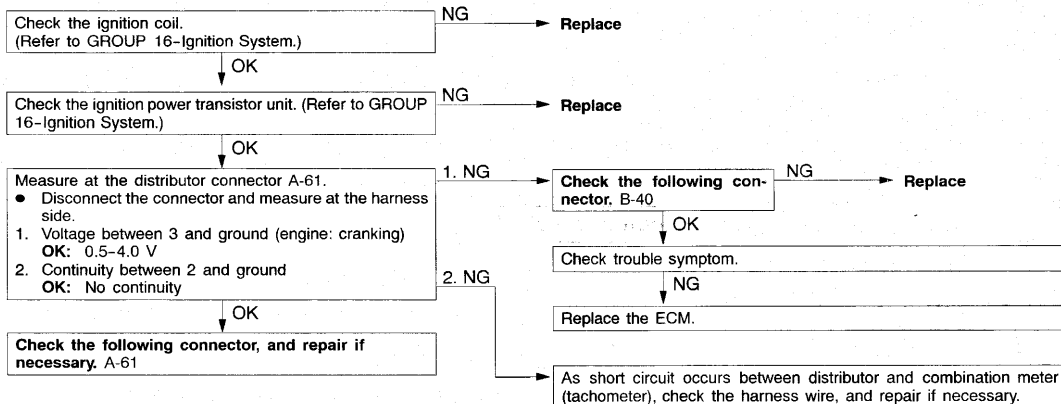 Check the ignition coil.
(Refer to GROUP 16–Ignition System.)
NG
Replace
OK
Check the ignition power transistor unit. (Refer to GROUP
16–Ignition System.)
NG
Replace
OK
Measure at the distributor connector A-61.
● Disconnect the connector and measure at the harness
side.
1. Voltage between 3 and ground (engine: cranking)
OK: 0.5–4.0 V
2. Continuity between 2 and ground
OK: No continuity
1. NG
Check the following con-
nector. B-40
NG
Replace
OK
Check trouble symptom.
NG
Replace the ECM.
2. NG
As short circuit occurs between distributor and combination meter
(tachometer), check the harness wire, and repair if necessary.
OK
Check the following connector, and repair if
necessary. A-61